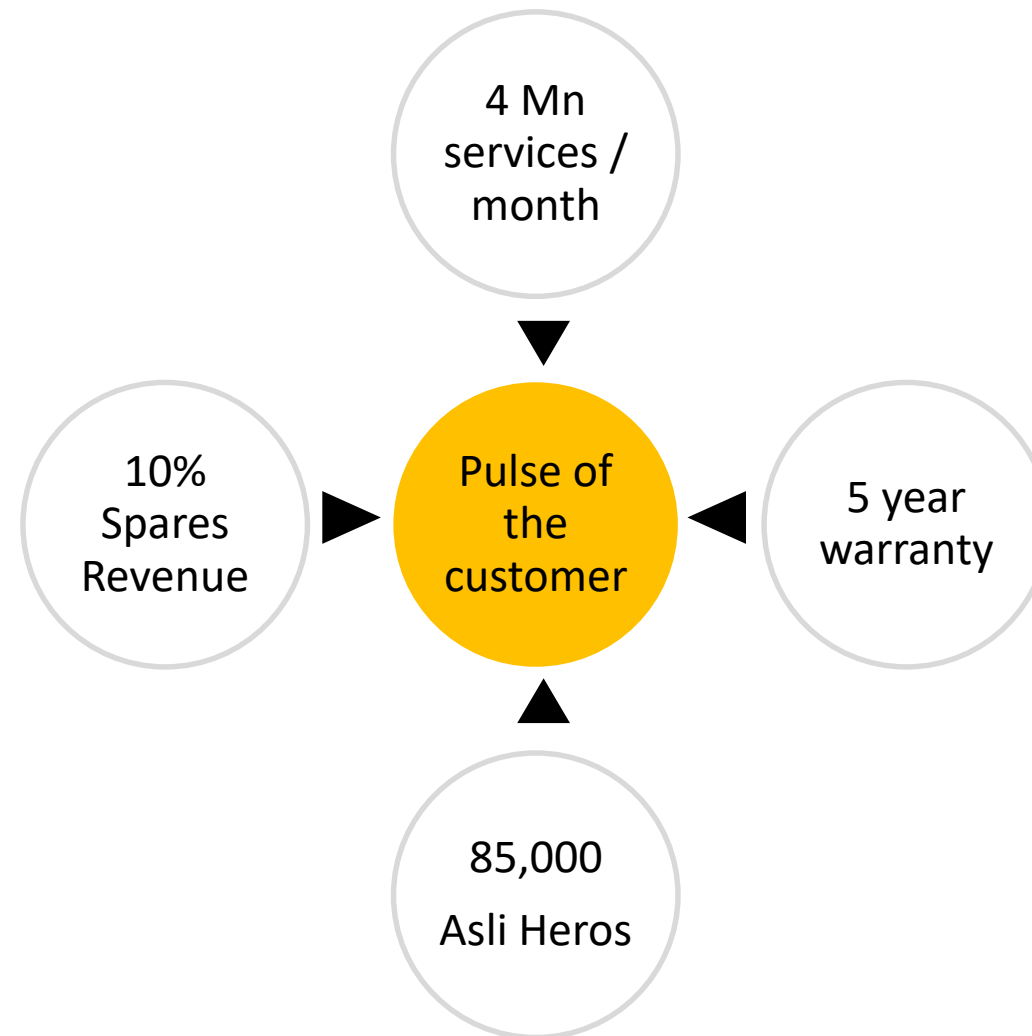 4 Mn
services /
month
10%
Spares
Revenue
Pulse of
the
customer
5 year
warranty
85,000
Asli Heros